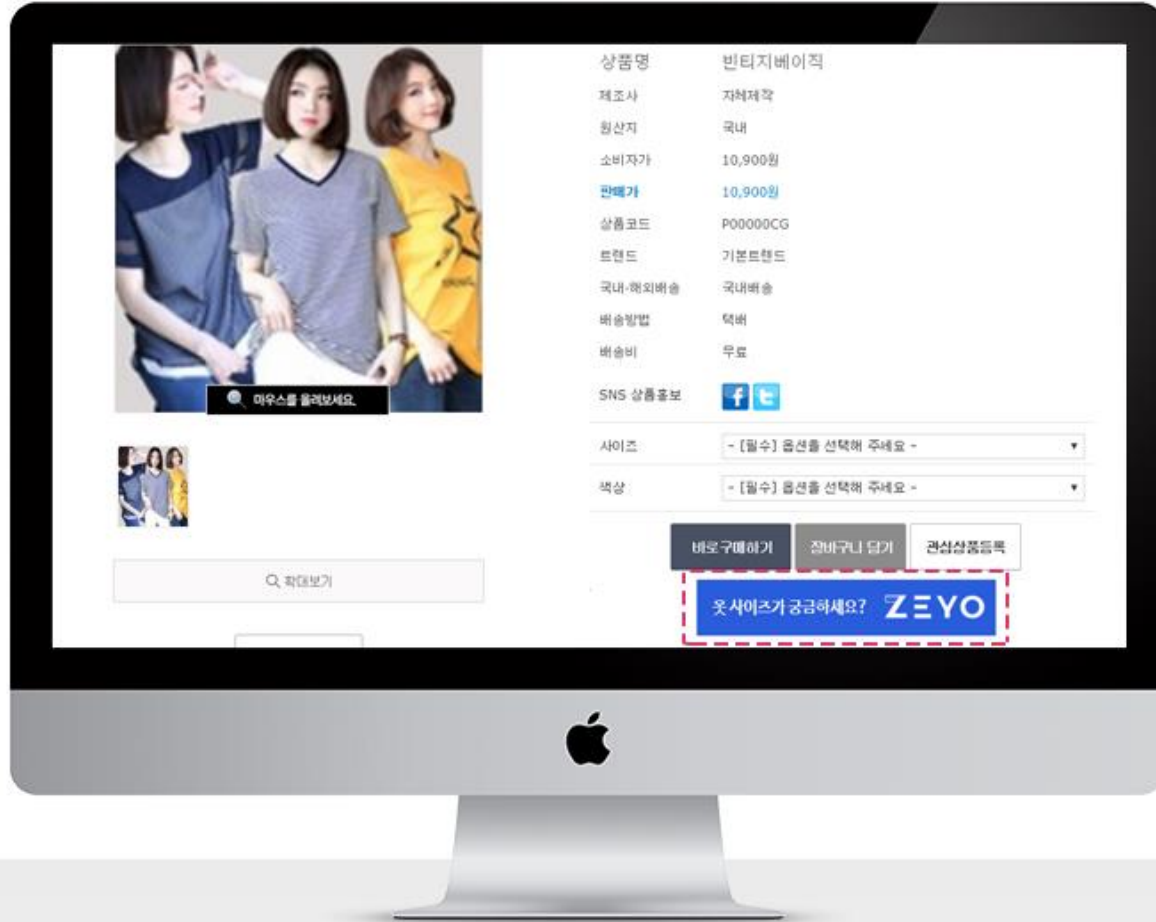 상품명 빈티지베이직
제조사 자체제작
원산지 국내
소비자가 10,900원
판매가 10,900원
상품코드 P00000CG
트렌드 기본트렌드
국내·해외배송 국내배송
배송방법 택배
배송비 무료
SNS 상품홍보
사이즈 - [필수] 옵션을 선택해 주세요 -
색상 - [필수] 옵션을 선택해 주세요 -
바로구매하기 장바구니 담기 관심상품등록
옷 사이즈가 궁금하세요? ZEYO
마우스를 올려보세요.
확대보기